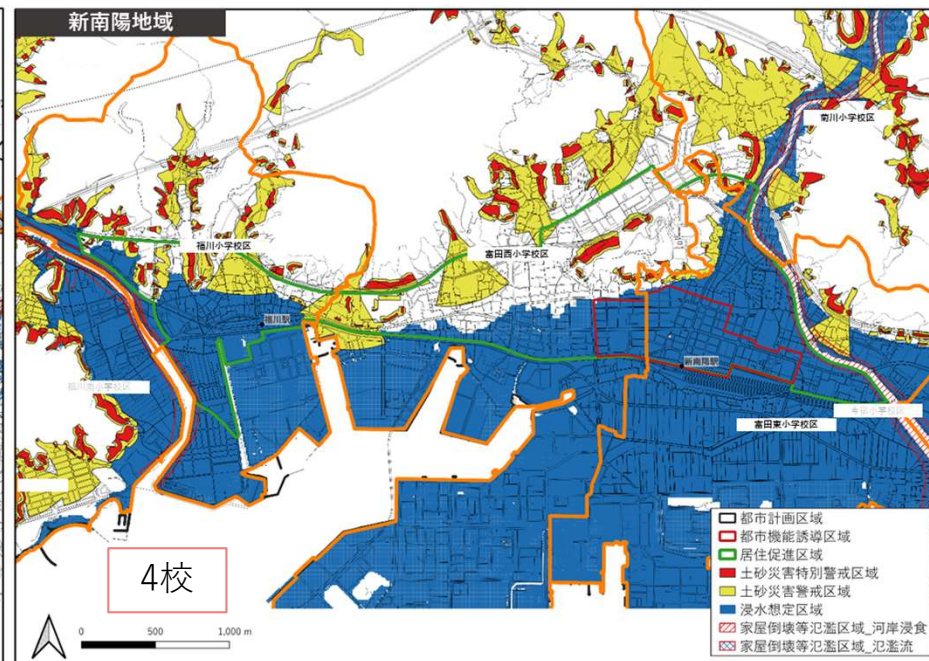 新南陽地域
菊川小学校区
福川小学校区
富田西小学校区
福川駅
新南陽駅
福川南小学校区
富田東小学校区
4校
0 500 1,000 m
都市計画区域
都市機能誘導区域
居住促進区域
土砂災害特別警戒区域
土砂災害警戒区域
浸水想定区域
家屋倒壊等氾濫区域_河岸浸食
家屋倒壊等氾濫区域_氾濫流